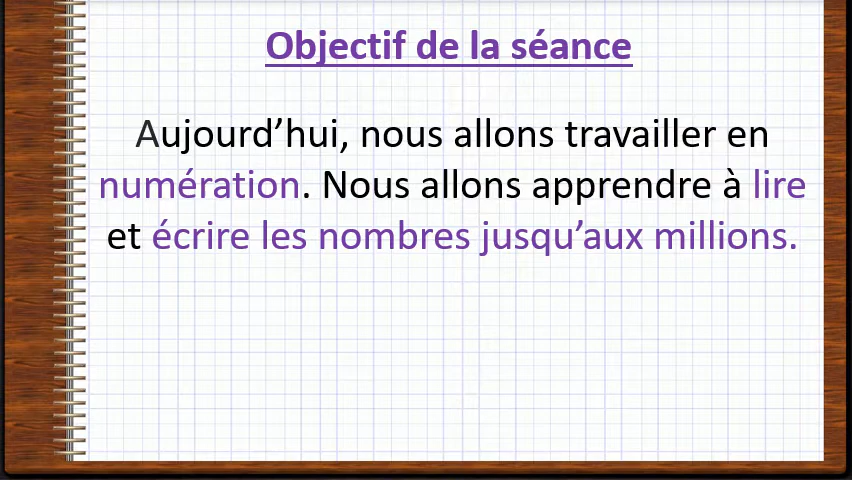 Objectif de la séance
Aujourd’hui, nous allons travailler en
numération. Nous allons apprendre à lire
et écrire les nombres jusqu’aux millions.